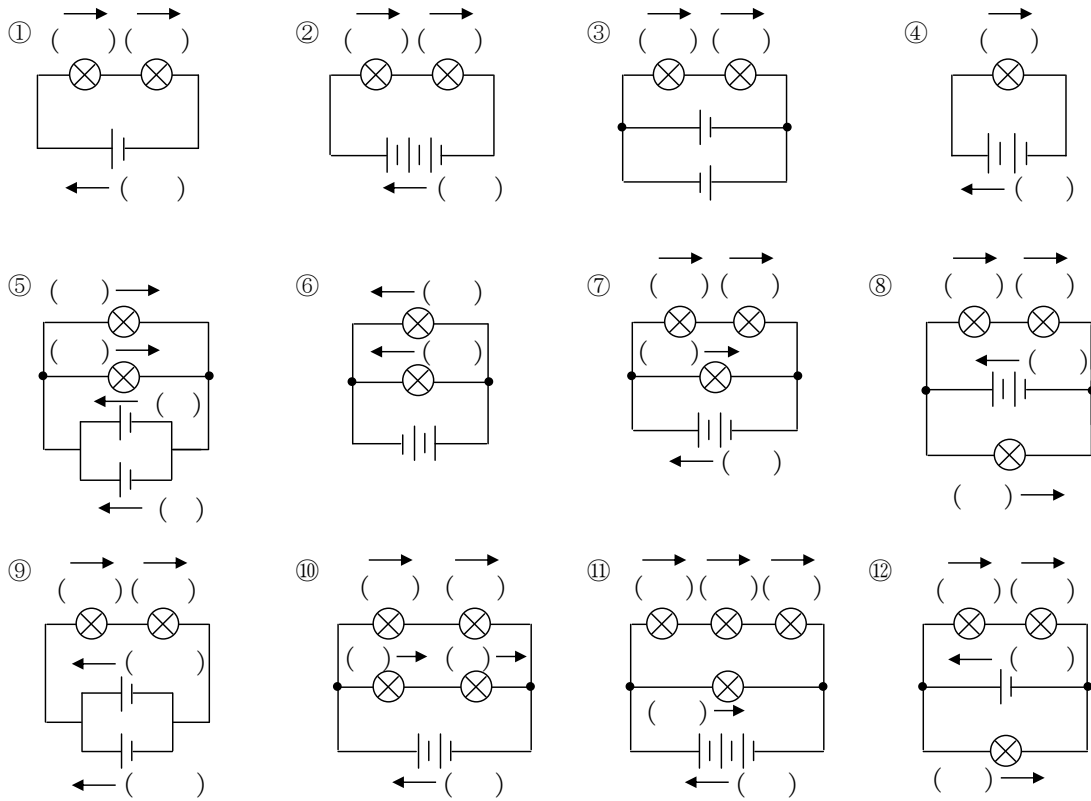 ① ( ) ( )
( )
② ( ) ( )
( )
③ ( ) ( )
④ ( )
( )
⑤ ( )
( )
( )
( )
⑥ ( )
( )
⑦ ( ) ( )
( )
( )
⑧ ( ) ( )
( )
( )
⑨ ( ) ( )
( )
( )
⑩ ( ) ( )
( ) ( )
( )
⑪ ( ) ( ) ( )
( )
( )
⑫ ( ) ( )
( )
( )